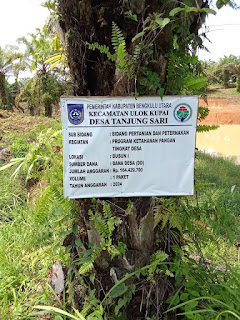 PEMERINTAH KABUPATEN BENGKULU UTARA
KECAMATAN ULOK KUPAI
DESA TANJUNG SARI
SUB BIDANG : BIDANG PERTANIAN DAN PETERNAKAN
KEGIATAN : PROGRAM KETAHANAN PANGAN
TINGKAT DESA
LOKASI : DUSUN I
SUMBER DANA : DANA DESA (DD)
JUMLAH ANGGARAN : Rp. 164.429.700
VOLUME : 1 PAKET
TAHUN ANGGARAN : 2024